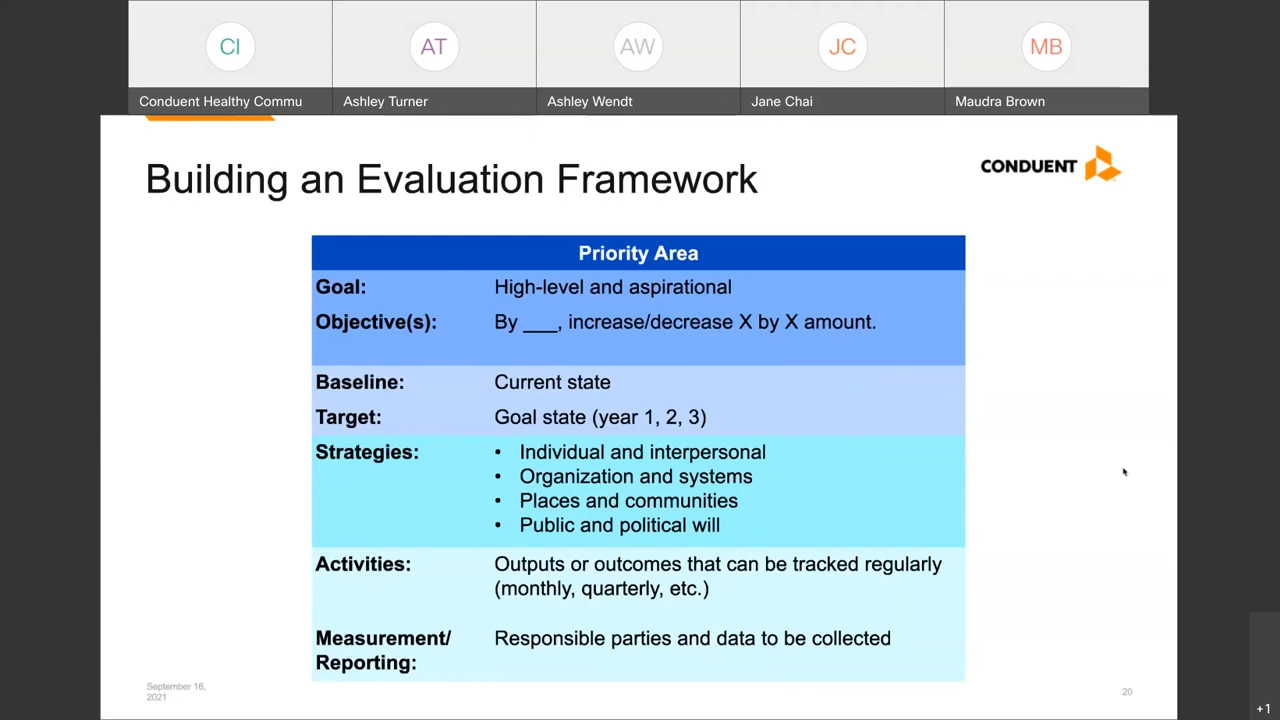 CI
AT
AW
JC
MB
Conduent Healthy Commu
Ashley Turner
Ashley Wendt
Jane Chai
Maudra Brown
Building an Evaluation Framework
CONDUENT
Priority Area
Goal: High-level and aspirational
Objective(s): By ___, increase/decrease X by X amount.
Baseline: Current state
Target: Goal state (year 1, 2, 3)
Strategies: • Individual and interpersonal
• Organization and systems
• Places and communities
• Public and political will
Activities: Outputs or outcomes that can be tracked regularly
(monthly, quarterly, etc.)
Measurement/ Responsible parties and data to be collected
Reporting:
September 16,
2021
20
+1